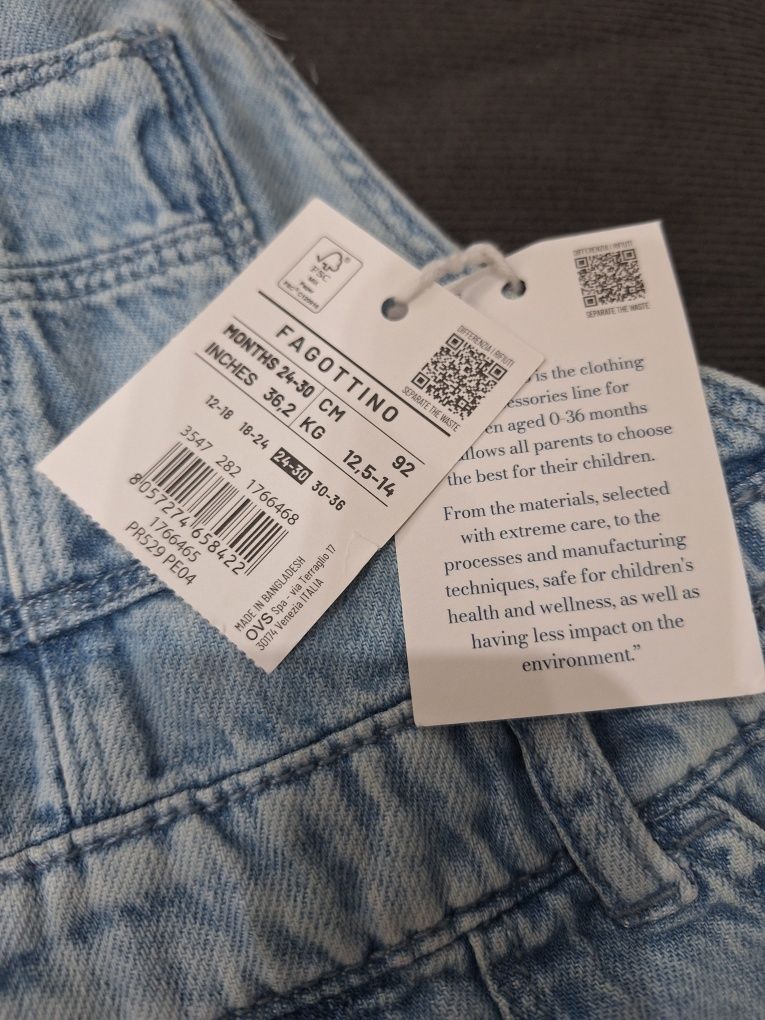 FSC
MIX
Paper
FAGOTTINO
MONTHS 24-30 CM 92
INCHES 36,2 KG 12,5-14
12-18 18-24 24-30 30-36
3547 282 1766468
8057274 658422
1766465
PR529 PE04
MADE IN BANGLADESH
OVS Spa - via Terraglio 17
30174 Venezia ITALIA
DIFFERENZIA I RIFIUTI
SEPARATE THE WASTE
DIFFERENZIA I RIFIUTI
SEPARATE THE WASTE
is the clothing
essories line for
en aged 0-36 months
llows all parents to choose
the best for their children.
From the materials, selected
with extreme care, to the
processes and manufacturing
techniques, safe for children's
health and wellness, as well as
having less impact on the
environment.”